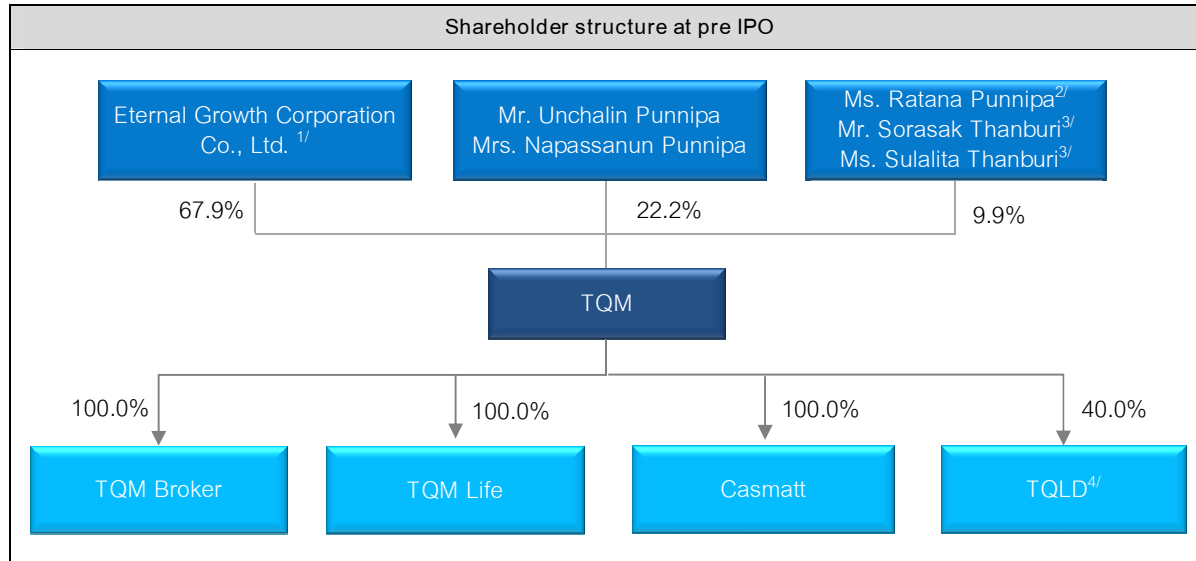 Shareholder structure at pre IPO
Eternal Growth Corporation
Co., Ltd. 1/
Mr. Unchalin Punnipa
Mrs. Napassanun Punnipa
Ms. Ratana Punnipa2/
Mr. Sorasak Thanburi3/
Ms. Sulalita Thanburi3/
67.9%
22.2%
9.9%
TQM
100.0%
100.0%
100.0%
40.0%
TQM Broker
TQM Life
Casmatt
TQLD4/